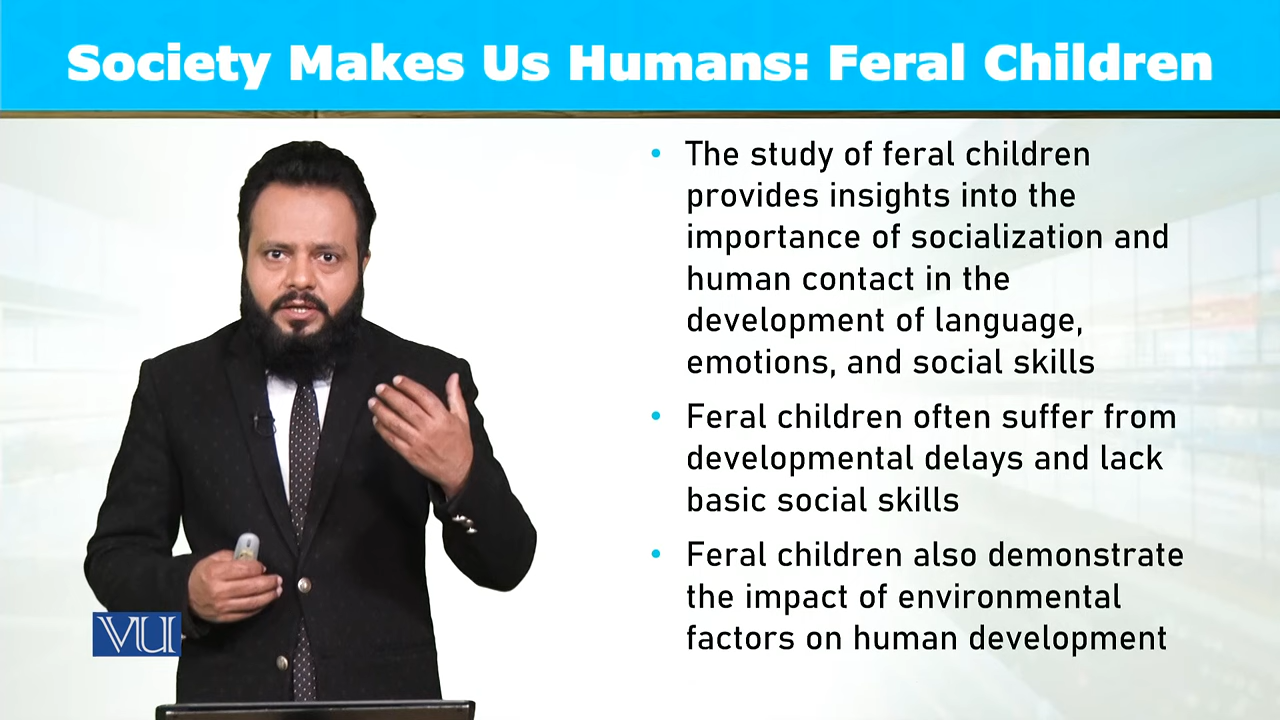 Society Makes Us Humans: Feral Children
• The study of feral children
provides insights into the
importance of socialization and
human contact in the
development of language,
emotions, and social skills
• Feral children often suffer from
developmental delays and lack
basic social skills
• Feral children also demonstrate
the impact of environmental
factors on human development
VU